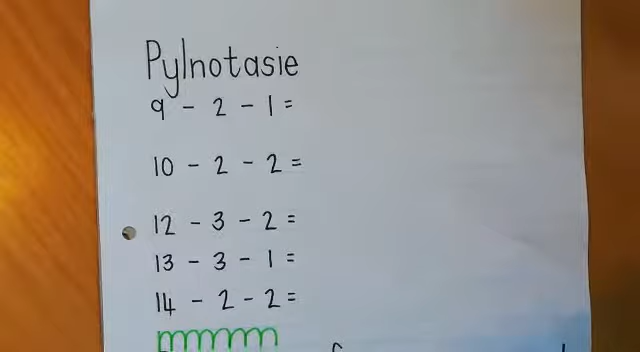 Pylnotasie
9 - 2 - 1 =
10 - 2 - 2 =
12 - 3 - 2 =
13 - 3 - 1 =
14 - 2 - 2 =